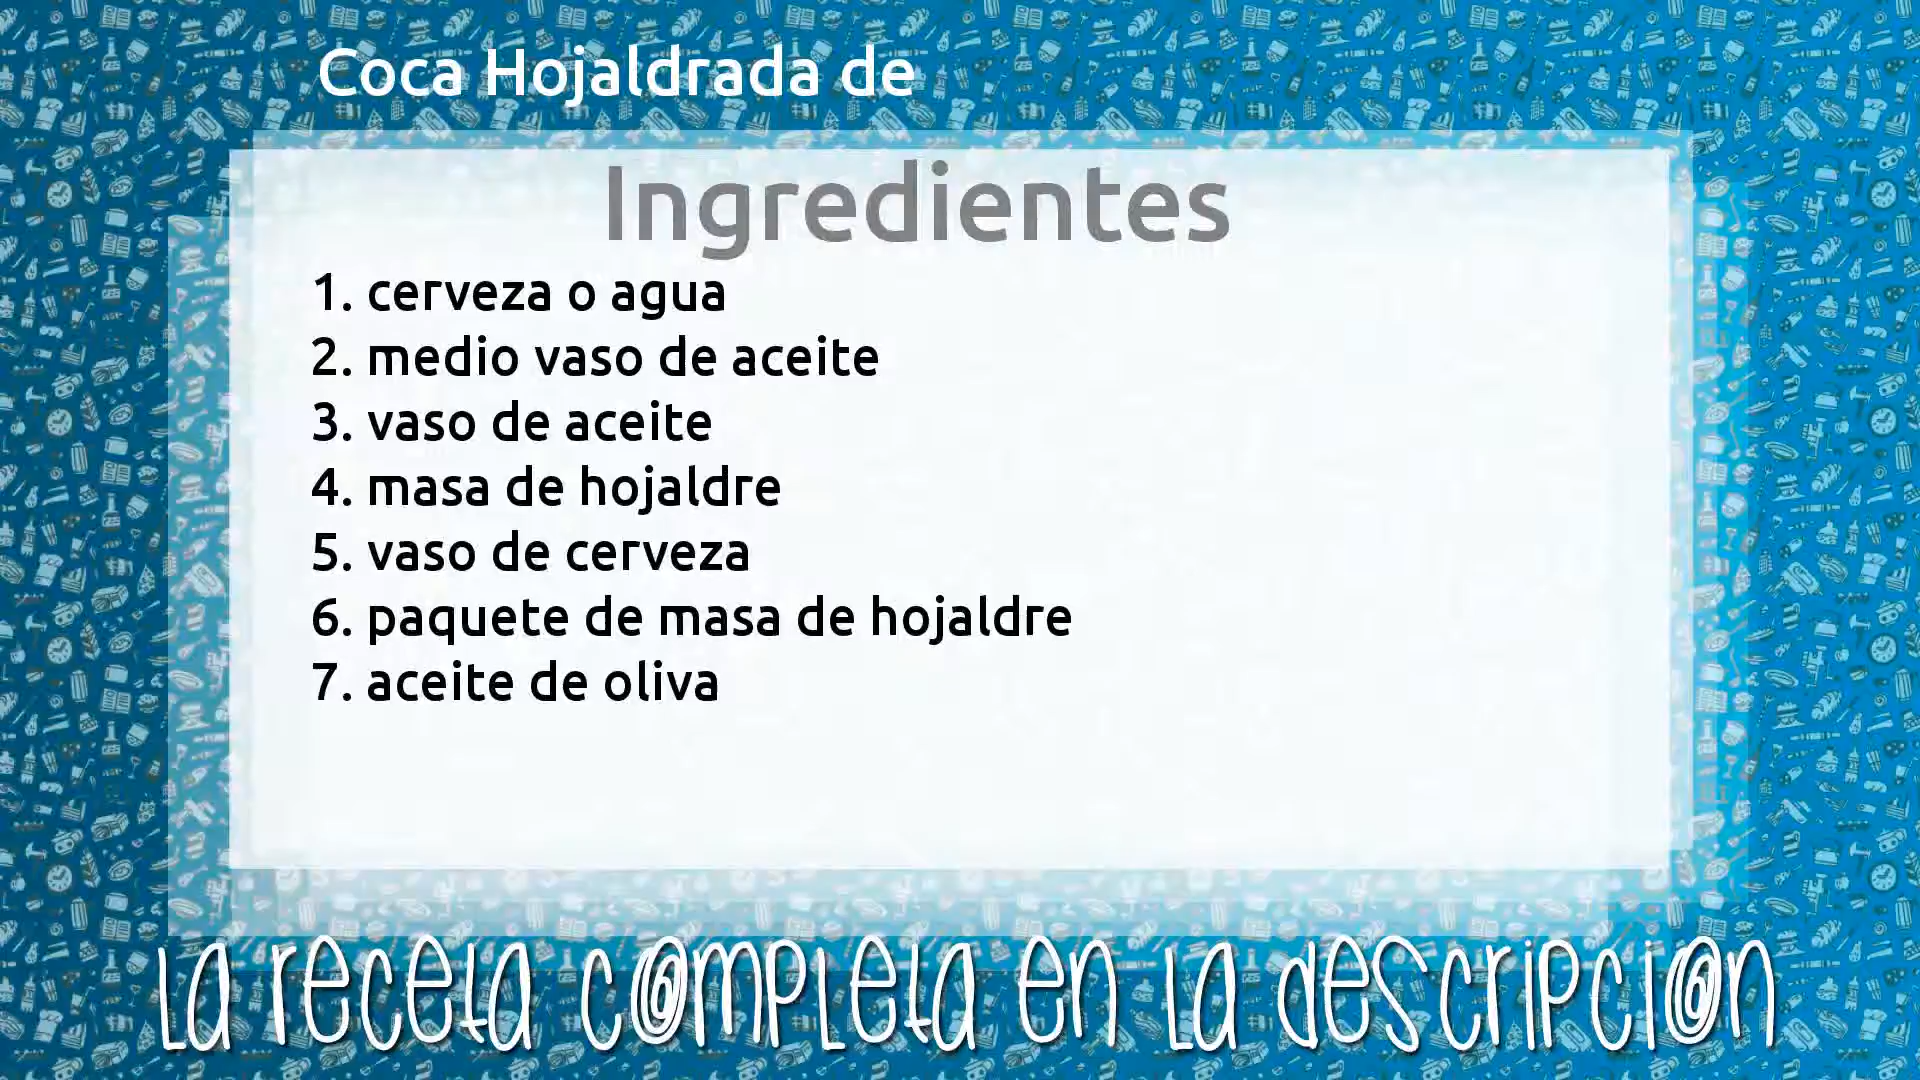 Coca Hojaldrada de
Ingredientes
1. cerveza o agua
2. medio vaso de aceite
3. vaso de aceite
4. masa de hojaldre
5. vaso de cerveza
6. paquete de masa de hojaldre
7. aceite de oliva
La receta completa en la descripción